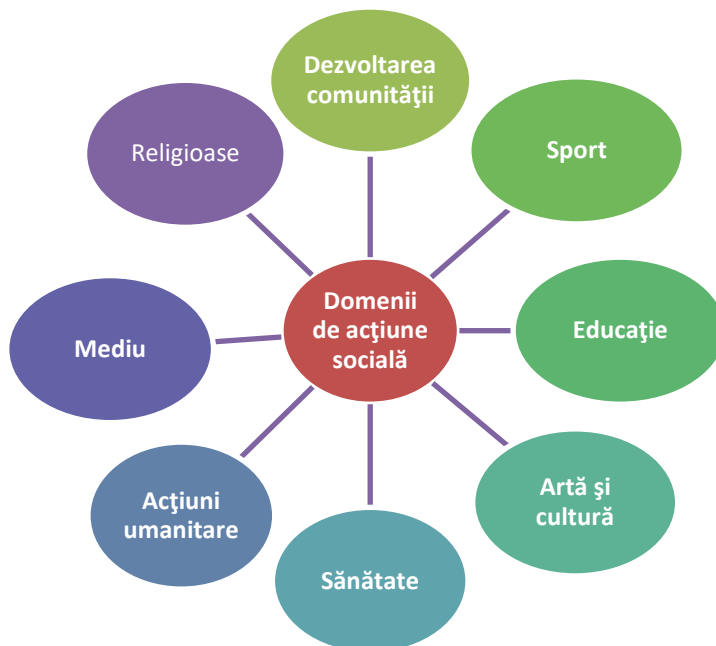 Dezvoltarea
comunităţii
Religioase
Sport
Domenii
de acţiune
socială
Educaţie
Mediu
Artă şi
cultură
Acţiuni
umanitare
Sănătate